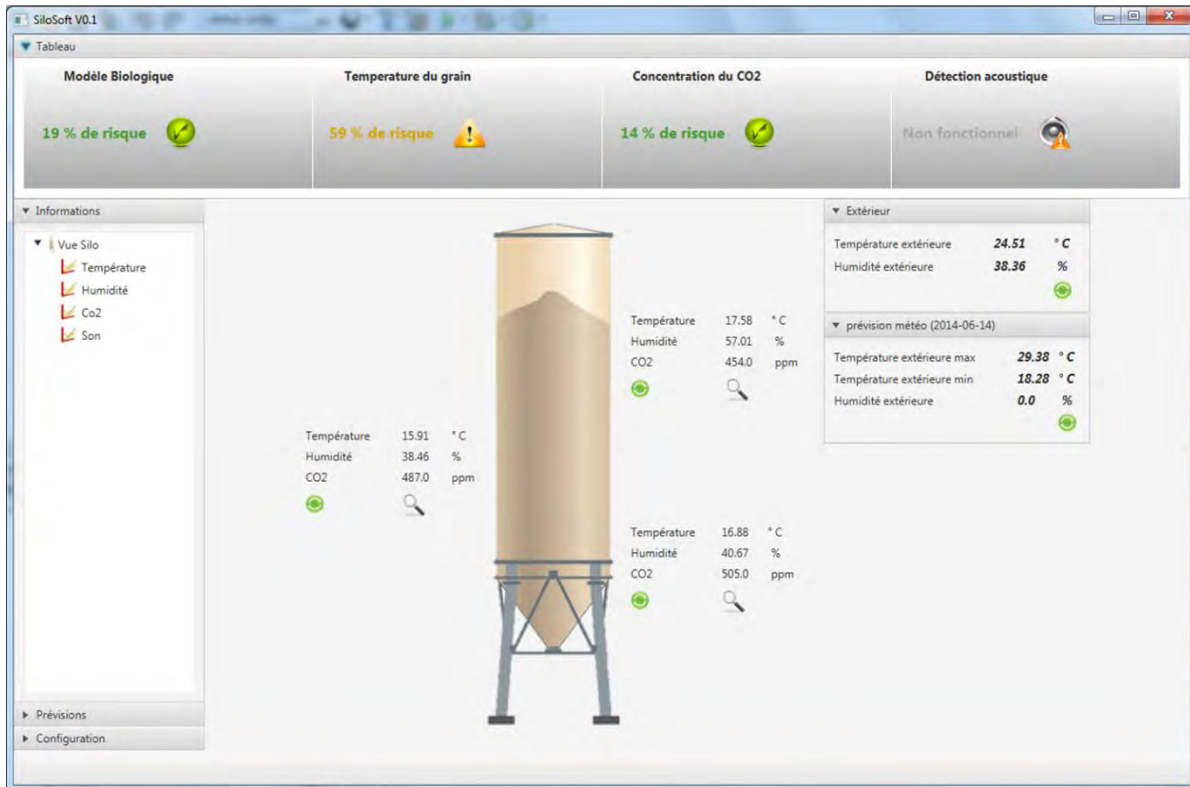 SiloSoft V0.1
Tableau
Modèle Biologique
Temperature du grain
Concentration du CO2
Détection acoustique
19 % de risque
59 % de risque
14 % de risque
Non fonctionnel
Informations
Vue Silo
Température
Humidité
Co2
Son
Prévisions
Configuration
Température 15.91 ° C
Humidité 38.46 %
CO2 487.0 ppm
Température 17.58 ° C
Humidité 57.01 %
CO2 454.0 ppm
Température 16.88 ° C
Humidité 40.67 %
CO2 505.0 ppm
Extérieur
Température extérieure 24.51 ° C
Humidité extérieure 38.36 %
prévision météo (2014-06-14)
Température extérieure max 29.38 ° C
Température extérieure min 18.28 ° C
Humidité extérieure 0.0 %